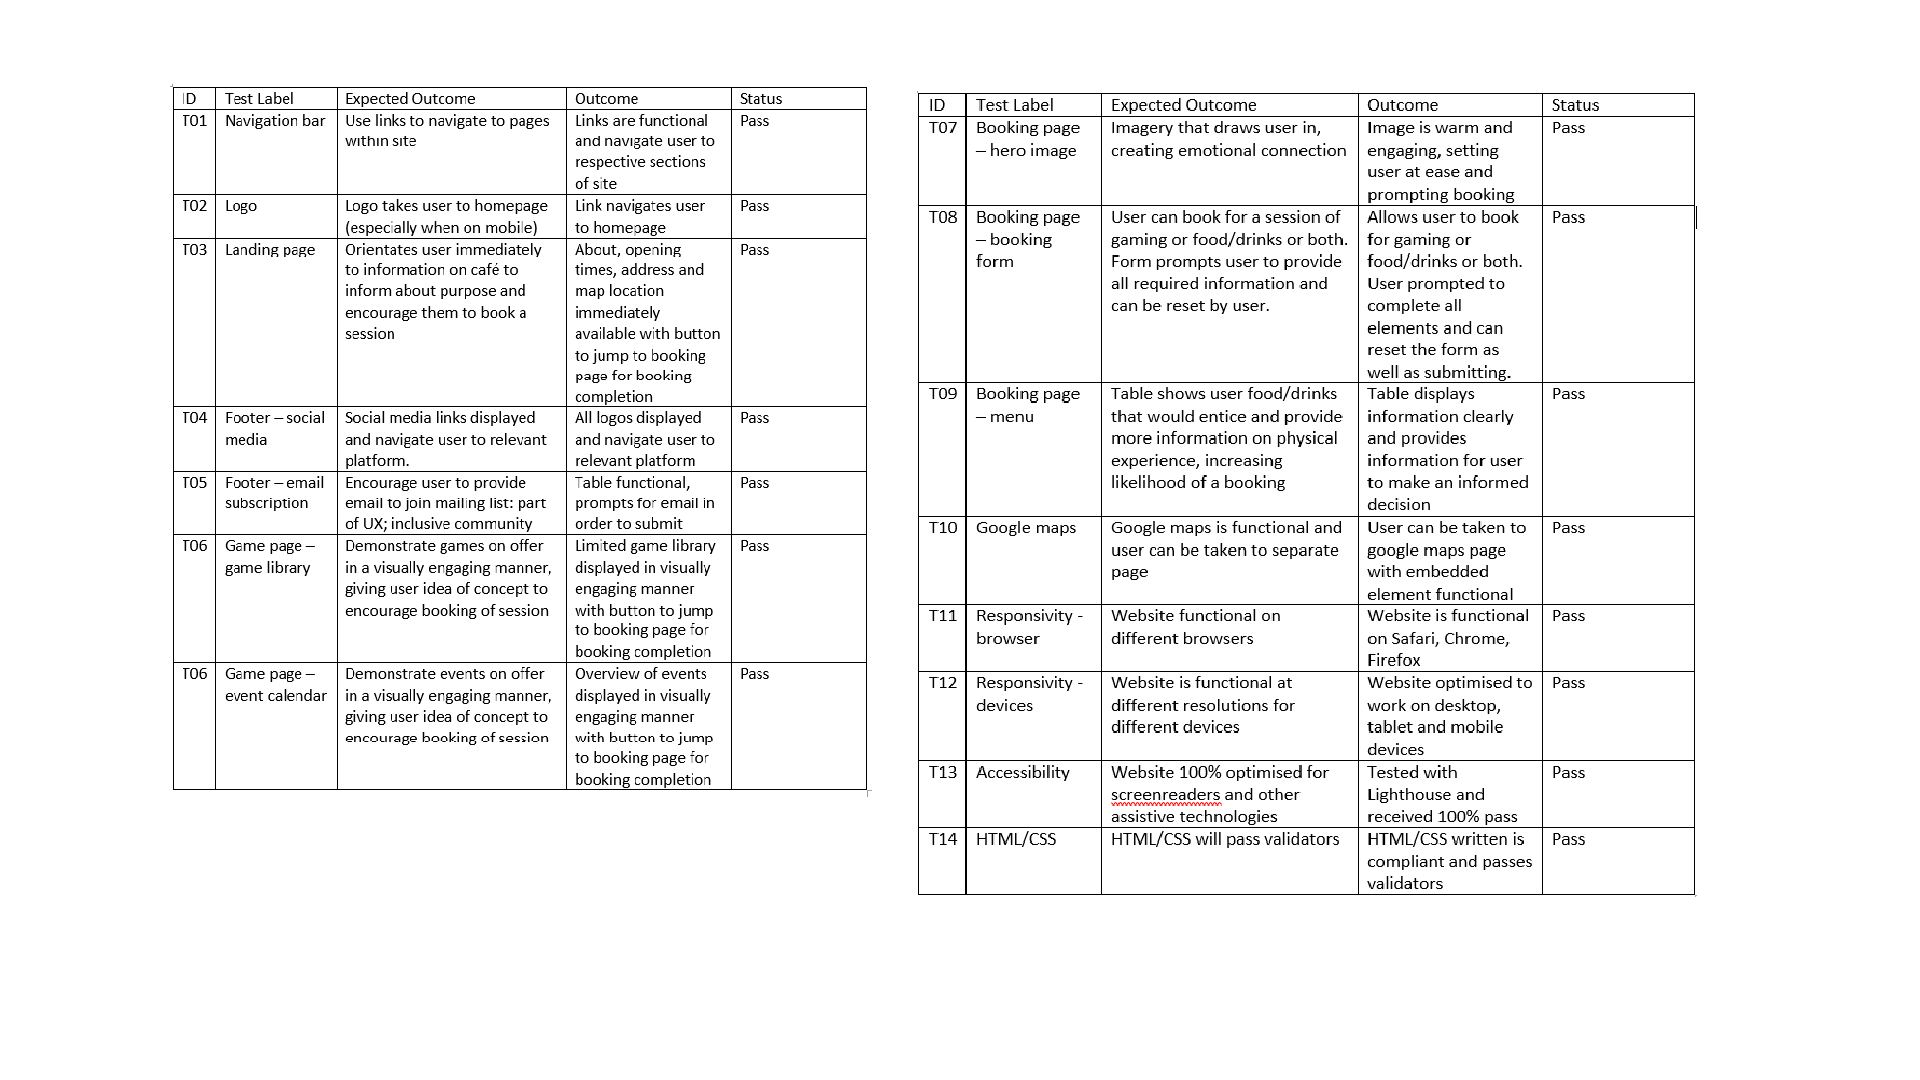 ID Test Label Expected Outcome Outcome Status
T01 Navigation bar Use links to navigate to pages Links are functional Pass
within site and navigate user to
respective sections
of site
T02 Logo Logo takes user to homepage Link navigates user Pass
(especially when on mobile) to homepage
T03 Landing page Orientates user immediately About, opening Pass
to information on café to times, address and
inform about purpose and map location
encourage them to book a immediately
session available with button
to jump to booking
page for booking
completion
T04 Footer – social Social media links displayed All logos displayed Pass
media and navigate user to relevant and navigate user to
platform. relevant platform
T05 Footer – email Encourage user to provide Table functional, Pass
subscription email to join mailing list: part prompts for email in
of UX; inclusive community order to submit
T06 Game page – Demonstrate games on offer Limited game library Pass
game library in a visually engaging manner, displayed in visually
giving user idea of concept to engaging manner
encourage booking of session with button to jump
to booking page for
booking completion
T06 Game page – Demonstrate events on offer Overview of events Pass
event calendar in a visually engaging manner, displayed in visually
giving user idea of concept to engaging manner
encourage booking of session with button to jump
to booking page for
booking completion
ID Test Label Expected Outcome Outcome Status
T07 Booking page Imagery that draws user in, Image is warm and Pass
– hero image creating emotional connection engaging, setting
user at ease and
prompting booking
T08 Booking page User can book for a session of Allows user to book Pass
– booking gaming or food/drinks or both. for gaming or
form Form prompts user to provide food/drinks or both.
all required information and User prompted to
can be reset by user. complete all
elements and can
reset the form as
well as submitting.
T09 Booking page Table shows user food/drinks Table displays Pass
– menu that would entice and provide information clearly
more information on physical and provides
experience, increasing information for user
likelihood of a booking to make an informed
decision
T10 Google maps Google maps is functional and User can be taken to Pass
user can be taken to separate google maps page
page with embedded
element functional
T11 Responsivity - Website functional on Website is functional Pass
browser different browsers on Safari, Chrome,
Firefox
T12 Responsivity - Website is functional at Website optimised to Pass
devices different resolutions for work on desktop,
different devices tablet and mobile
devices
T13 Accessibility Website 100% optimised for Tested with Pass
screenreaders and other Lighthouse and
assistive technologies received 100% pass
T14 HTML/CSS HTML/CSS will pass validators HTML/CSS written is Pass
compliant and passes
validators